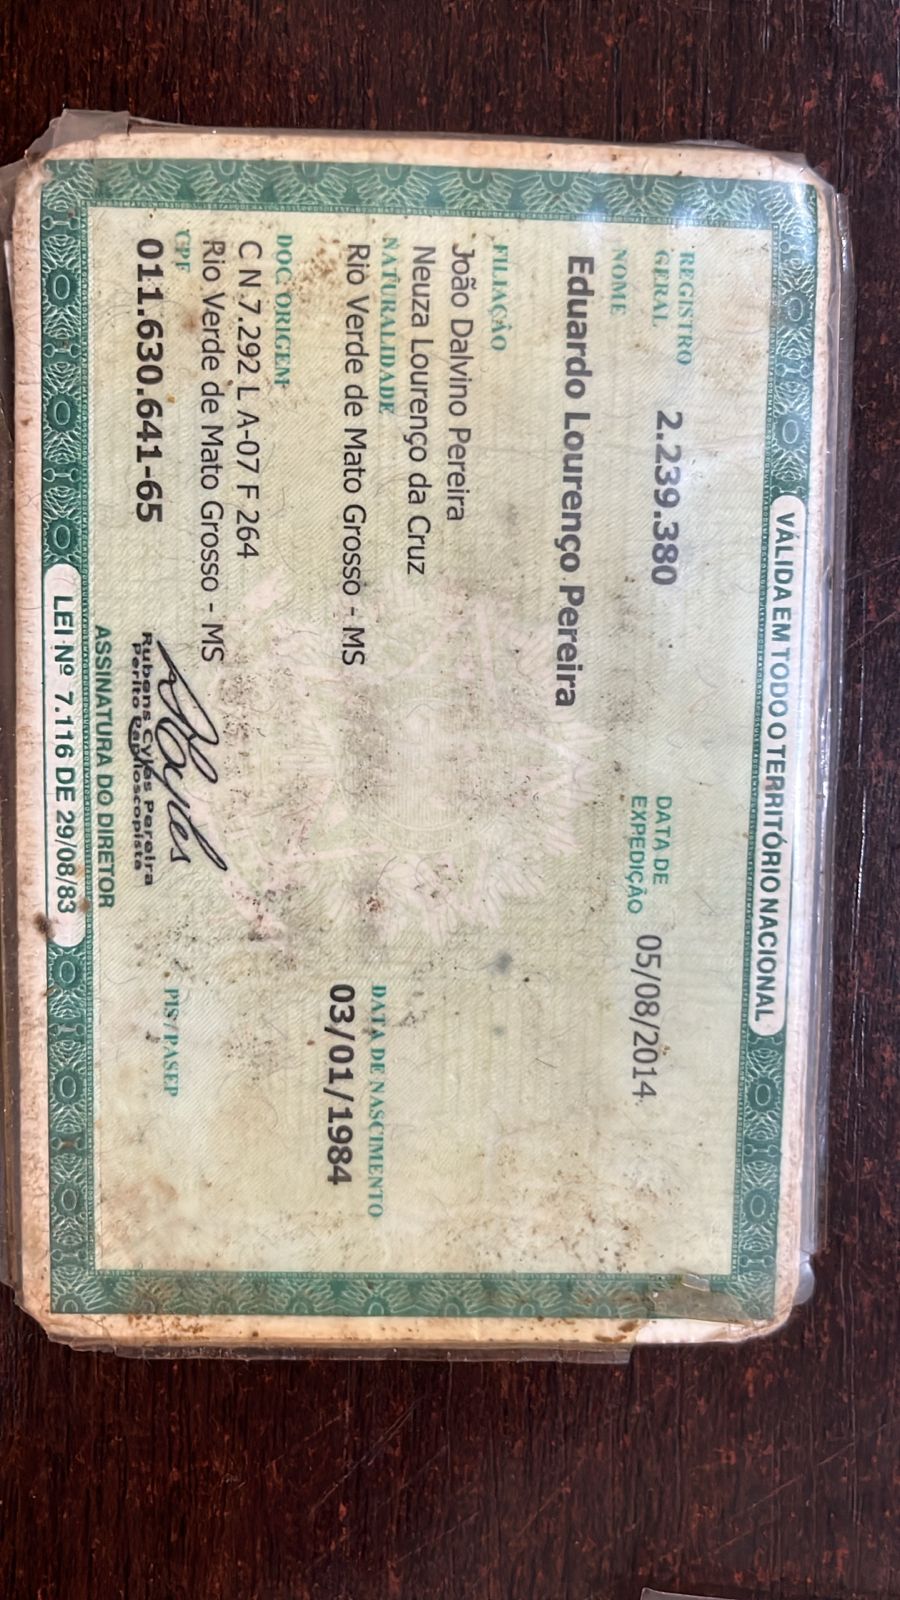 VÁLIDA EM TODO O TERRITÓRIO NACIONAL
REGISTRO GERAL 2.239.380 DATA DE EXPEDIÇÃO 05/08/2014
NOME
Eduardo Lourenço Pereira
FILIAÇÃO
João Dalvino Pereira
Neuza Lourenço da Cruz
NATURALIDADE DATA DE NASCIMENTO
Rio Verde de Mato Grosso - MS 03/01/1984
DOC ORIGEM
C N 7.292 L A-07 F 264
Rio Verde de Mato Grosso - MS
CPF PIS/PASEP
011.630.641-65
Rubens Cyles Pereira
Perito Papiloscopista
ASSINATURA DO DIRETOR
LEI Nº 7.116 DE 29/08/83